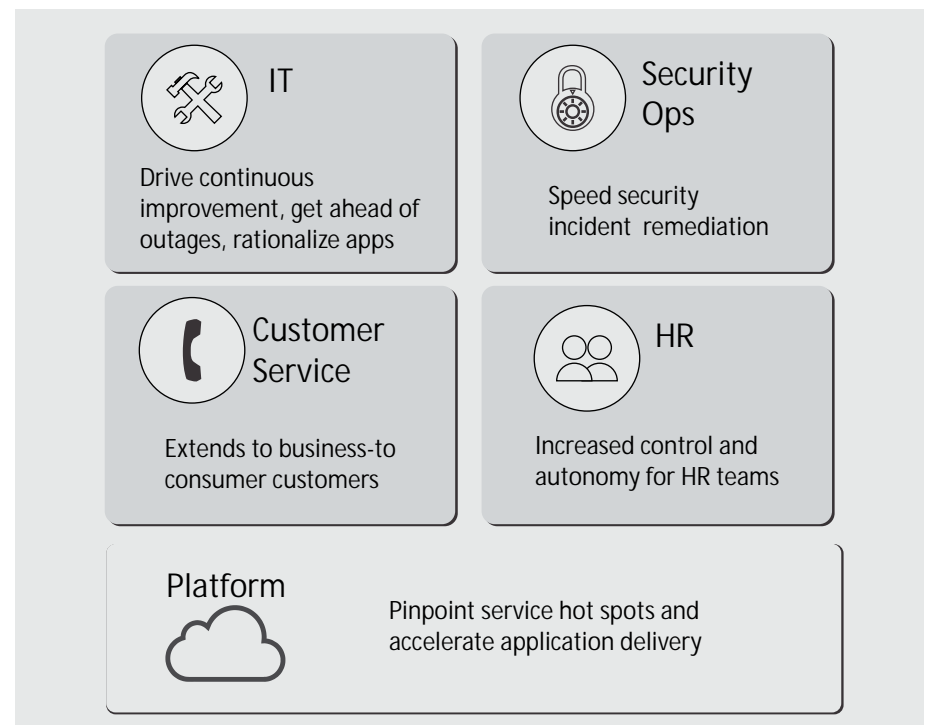 IT
Drive continuous
improvement, get ahead of
outages, rationalize apps
Security
Ops
Speed security
incident remediation
Customer
Service
Extends to business-to
consumer customers
HR
Increased control and
autonomy for HR teams
Platform
Pinpoint service hot spots and
accelerate application delivery